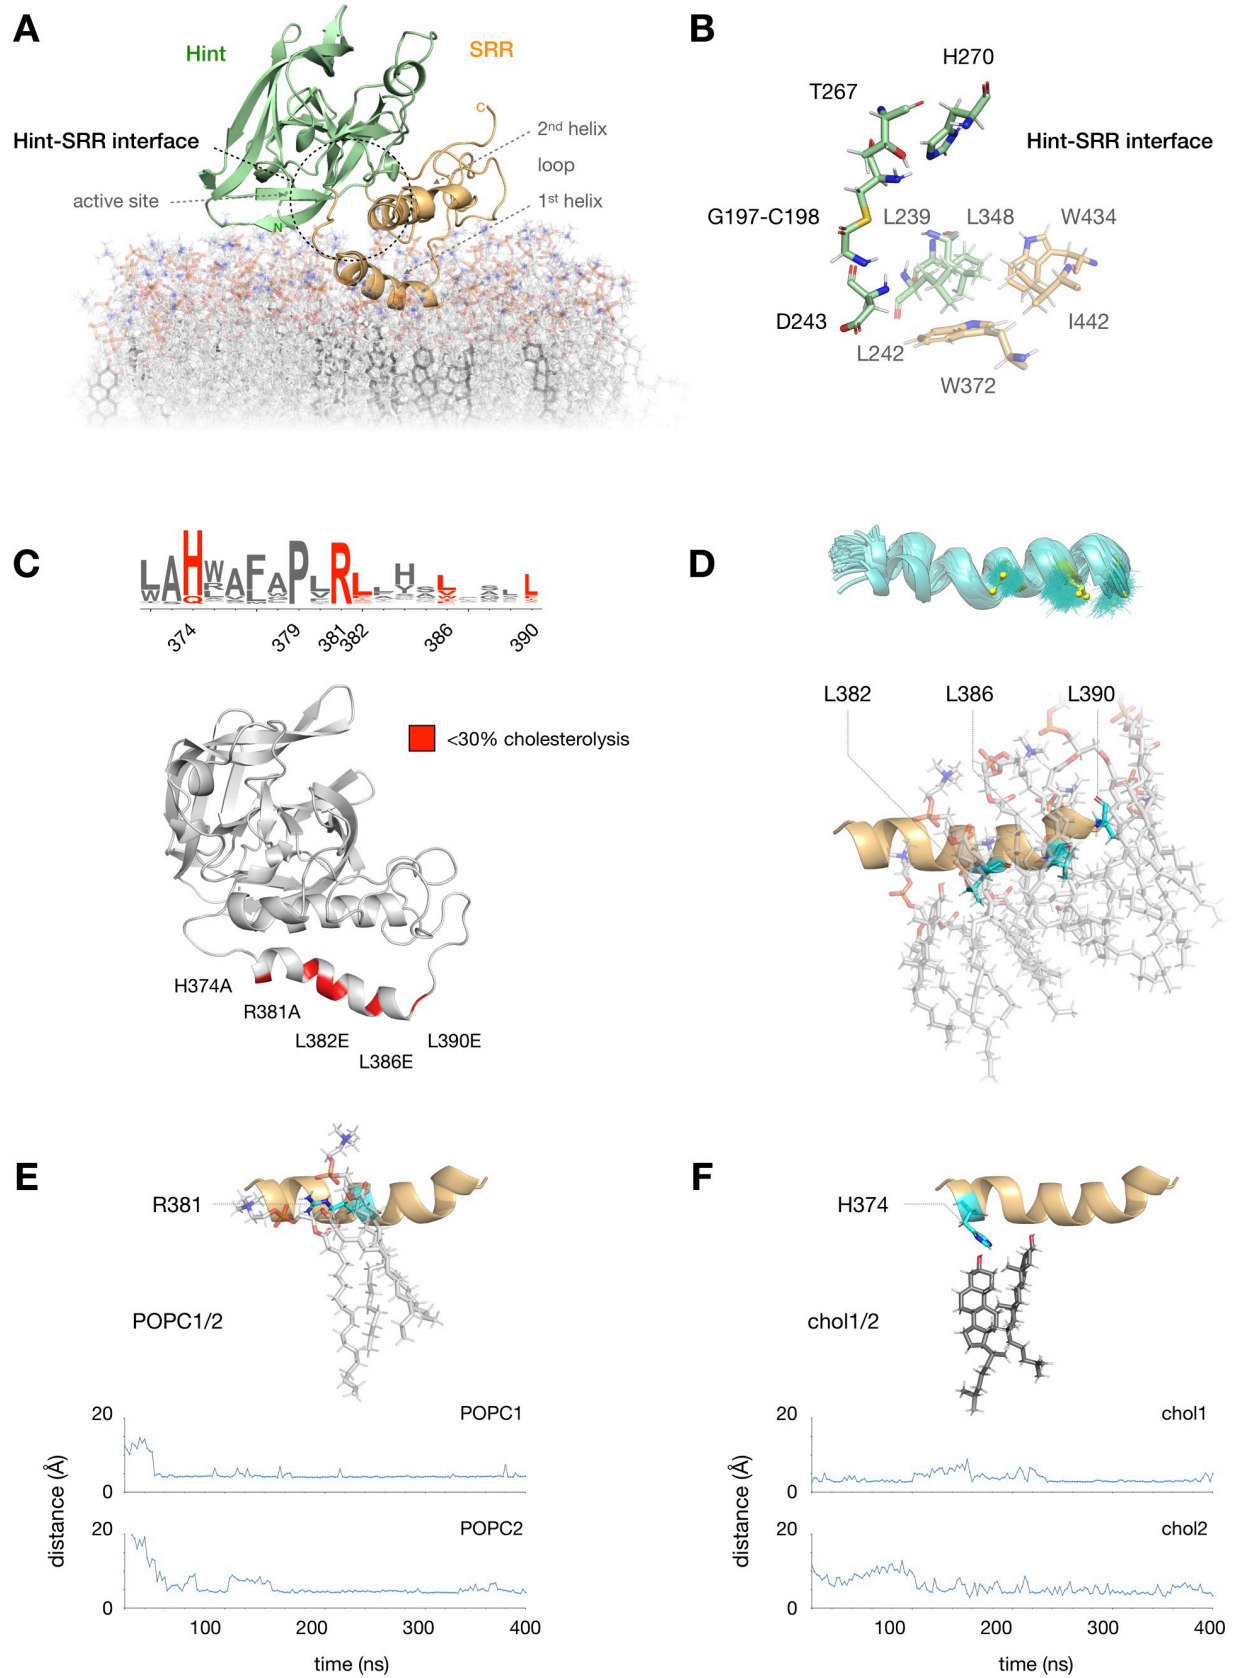 A
Hint
SRR
C
Hint-SRR interface
2nd helix
loop
active site
1st helix
N
B
H270
T267
Hint-SRR interface
G197-C198
L239
L348
W434
D243
L242
I442
W372
C
374
379
381
382
386
390
<30% cholesterolysis
H374A
R381A
L382E
L390E
L386E
D
L382
L386
L390
E
R381
POPC1/2
20
POPC1
distance (Å)
0
20
POPC2
0
100
200
300
400
time (ns)
F
H374
chol1/2
20
chol1
distance (Å)
0
20
chol2
0
100
200
300
400
time (ns)